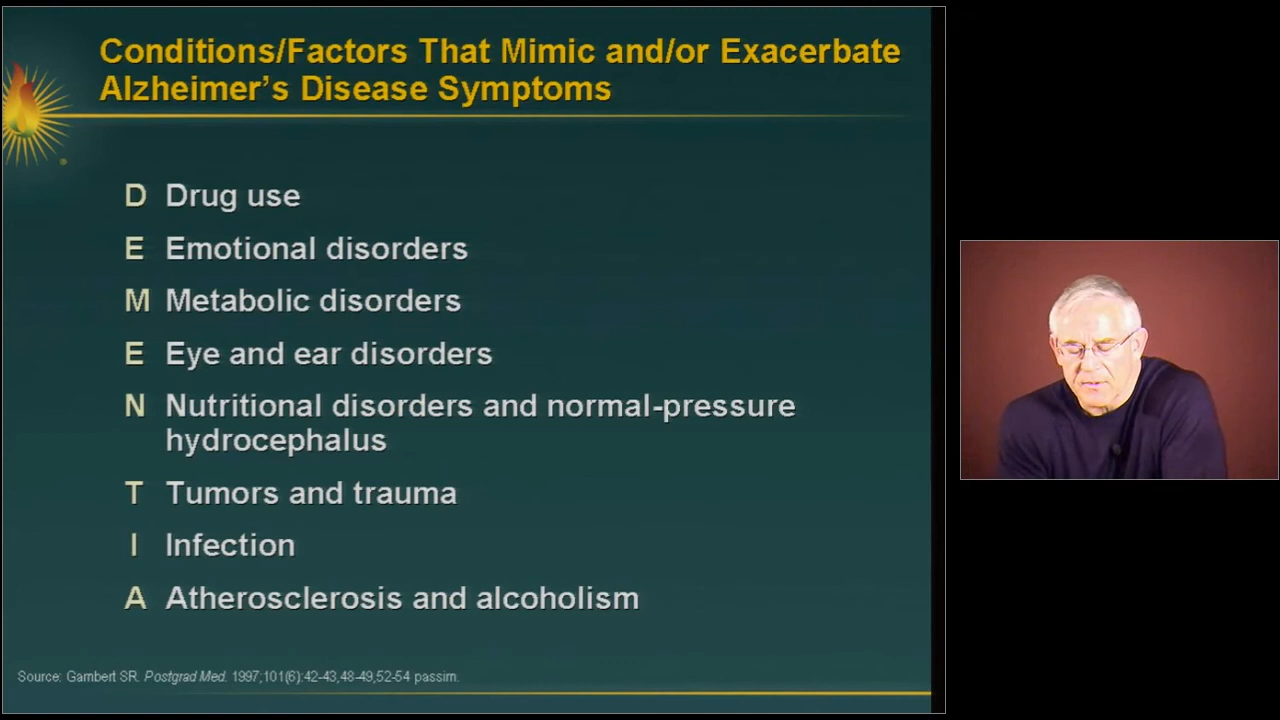 Conditions/Factors That Mimic and/or Exacerbate
Alzheimer's Disease Symptoms
D Drug use
E Emotional disorders
M Metabolic disorders
E Eye and ear disorders
N Nutritional disorders and normal-pressure
hydrocephalus
T Tumors and trauma
I Infection
A Atherosclerosis and alcoholism
Source: Gambert SR. Postgrad Med. 1997;101(6):42-43,48-49,52-54 passim.